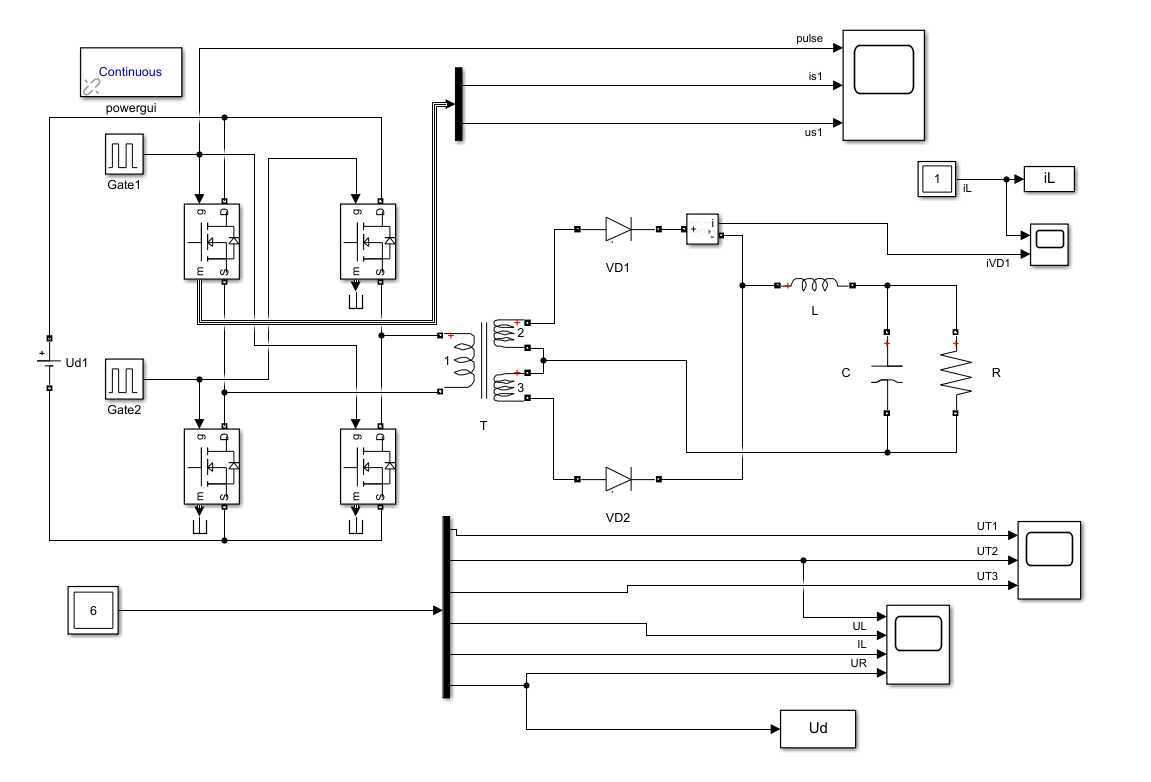 pulse
Continuous
is1
powergui
us1
Gate1
1
iL
iL
g
D
g
D
i
+
-
iVD1
m
S
m
S
VD1
L
+
+
2
+
+
+
Ud1
1
+
3
C
R
Gate2
T
g
D
g
D
m
S
m
S
VD2
UT1
UT2
UT3
6
UL
IL
UR
Ud